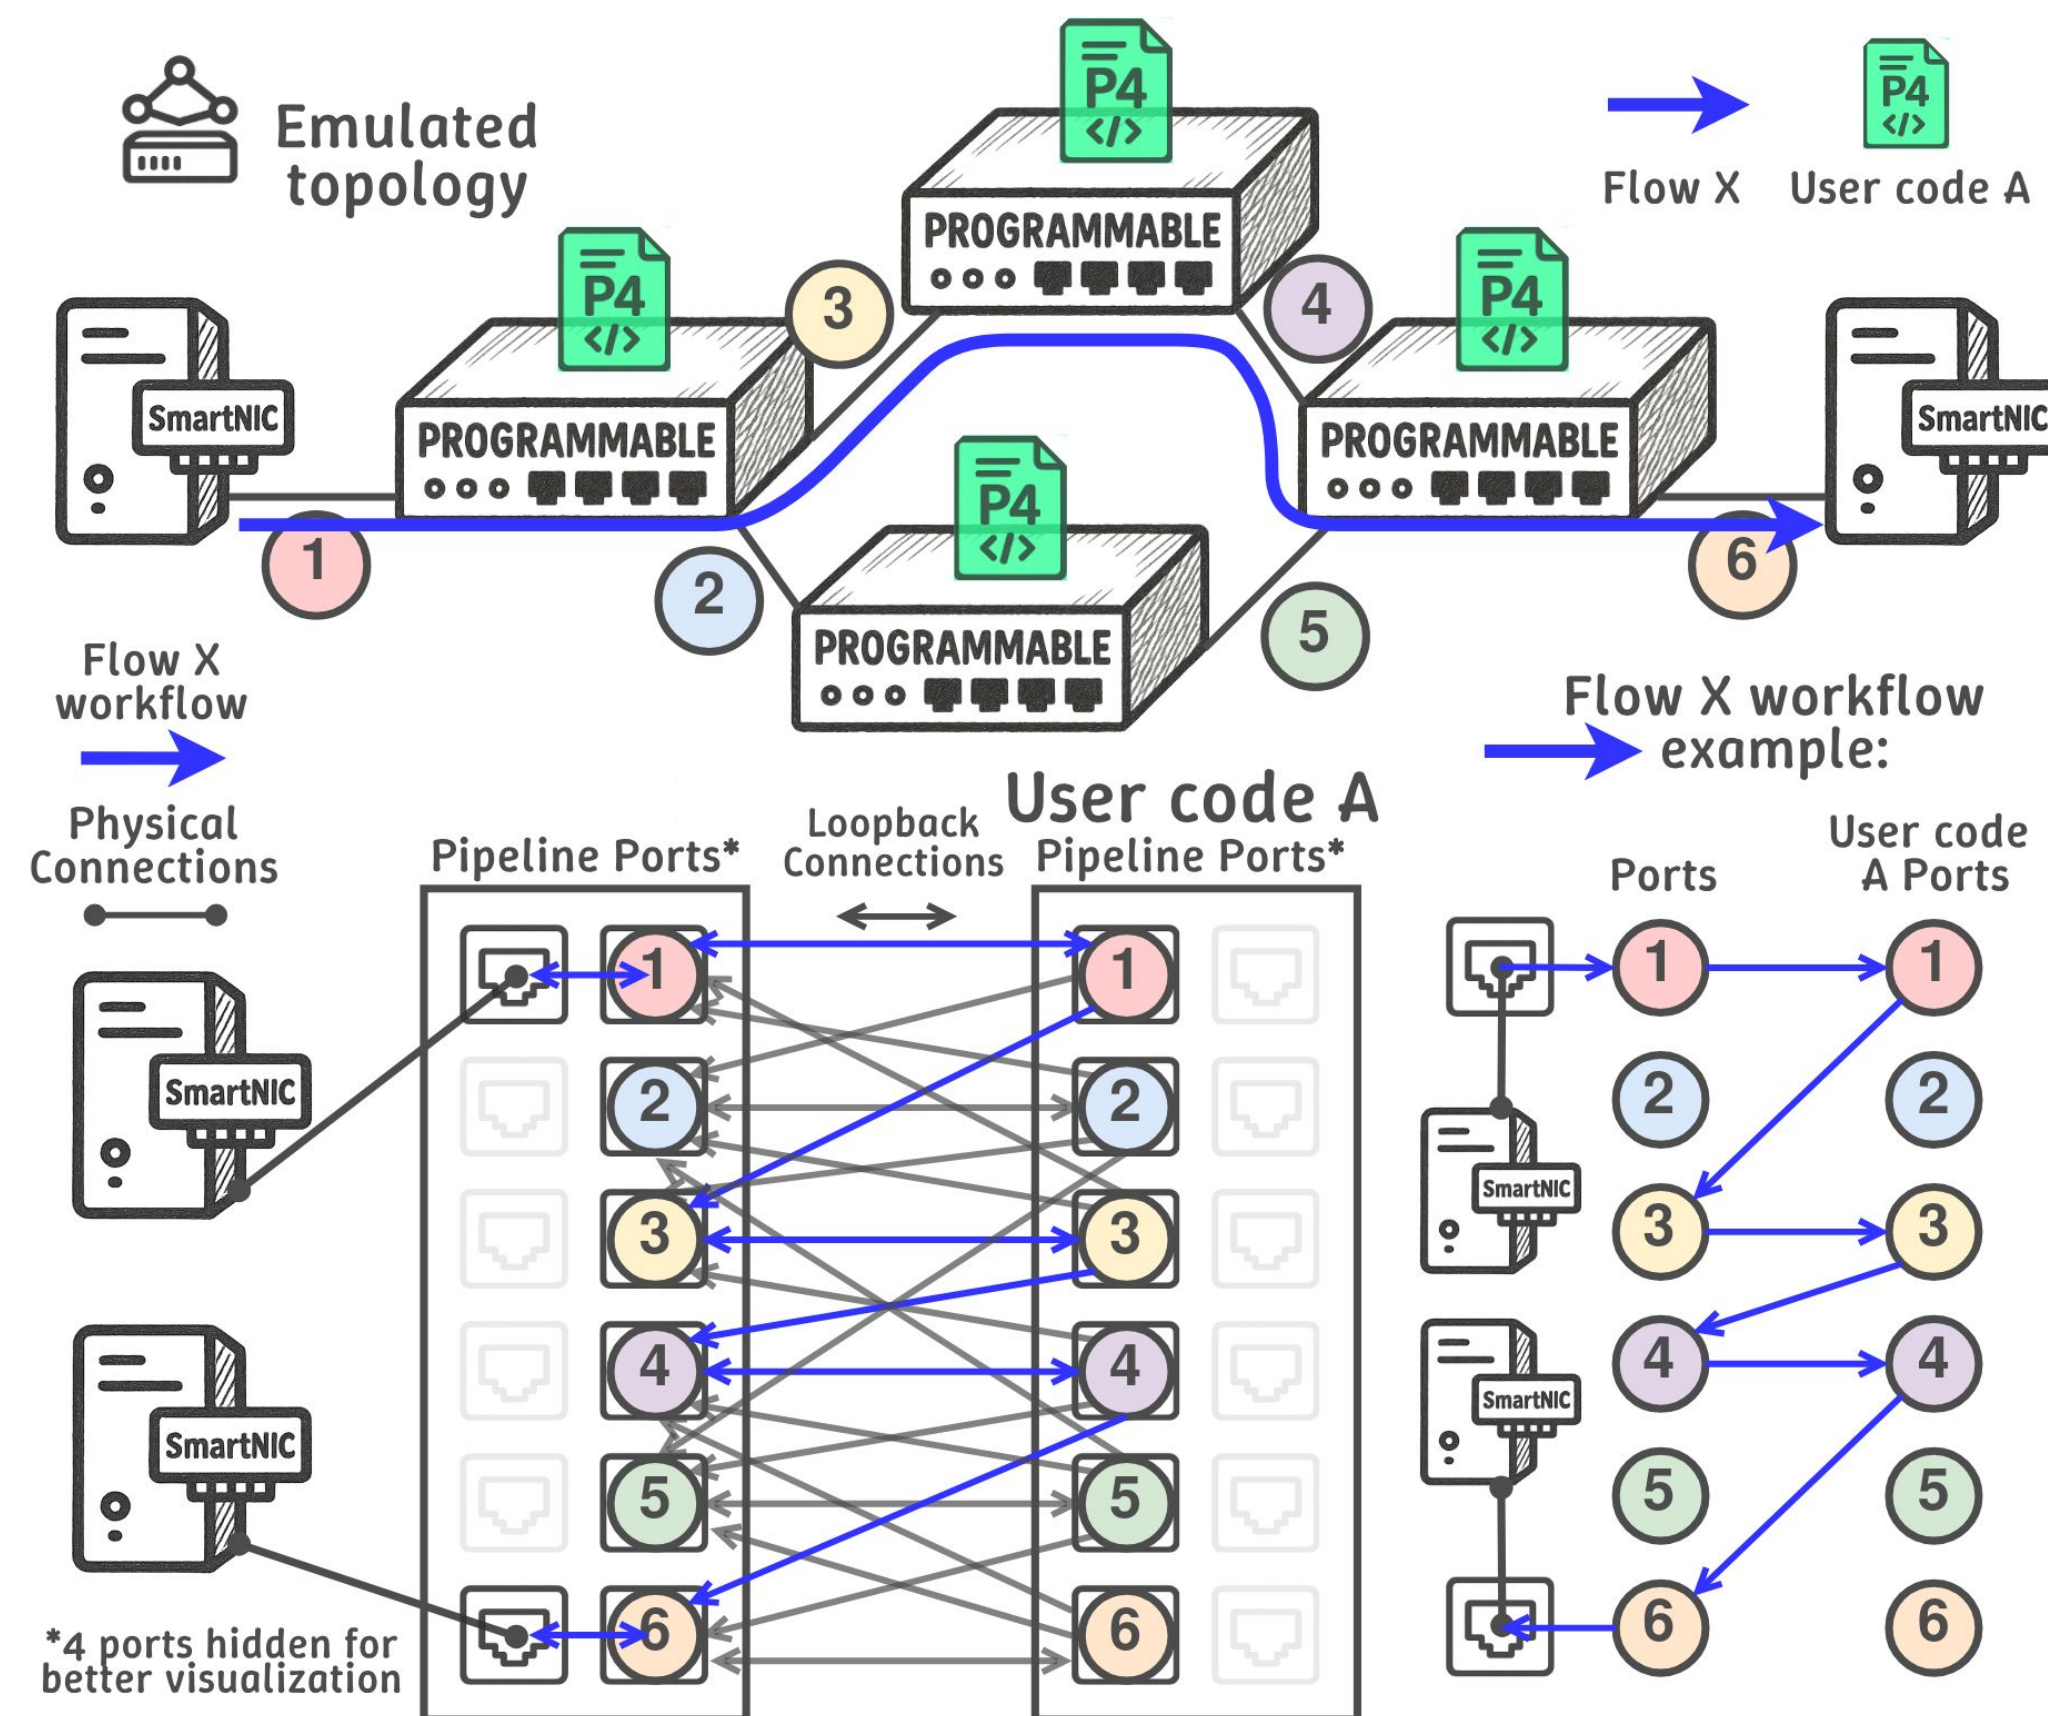 Emulated
topology
P4
</>
PROGRAMMABLE
P4
</>
PROGRAMMABLE
P4
</>
PROGRAMMABLE
P4
</>
PROGRAMMABLE
P4
</>
Flow X
User code A
SmartNIC
SmartNIC
1
2
3
4
5
6
Flow X
workflow
Physical
Connections
SmartNIC
SmartNIC
*4 ports hidden for
better visualization
Pipeline Ports*
1
2
3
4
5
6
Loopback
Connections
User code A
Pipeline Ports*
1
2
3
4
5
6
Flow X workflow
example:
Ports
User code
A Ports
SmartNIC
SmartNIC
1
1
2
2
3
3
4
4
5
5
6
6